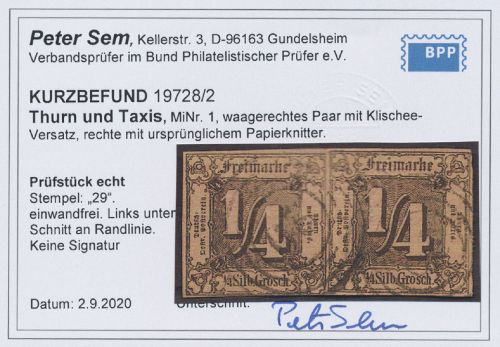 Peter Sem, Kellerstr. 3, D-96163 Gundelsheim
Verbandsprüfer im Bund Philatelistischer Prüfer e.V.
BPP
KURZBEFUND 19728/2
Thurn und Taxis, MiNr. 1, waagerechtes Paar mit Klischee-
Versatz, rechte mit ursprünglichem Papierknitter.
Prüfstück echt
Stempel: „29“.
einwandfrei. Links unten
Schnitt an Randlinie.
Keine Signatur
Datum: 2.9.2020
Unterschrift:
Peter Sem
Freimarke
1/4
1/4 Silb. Grosch
Freimarke
1/4
1/4 Silb. Grosch